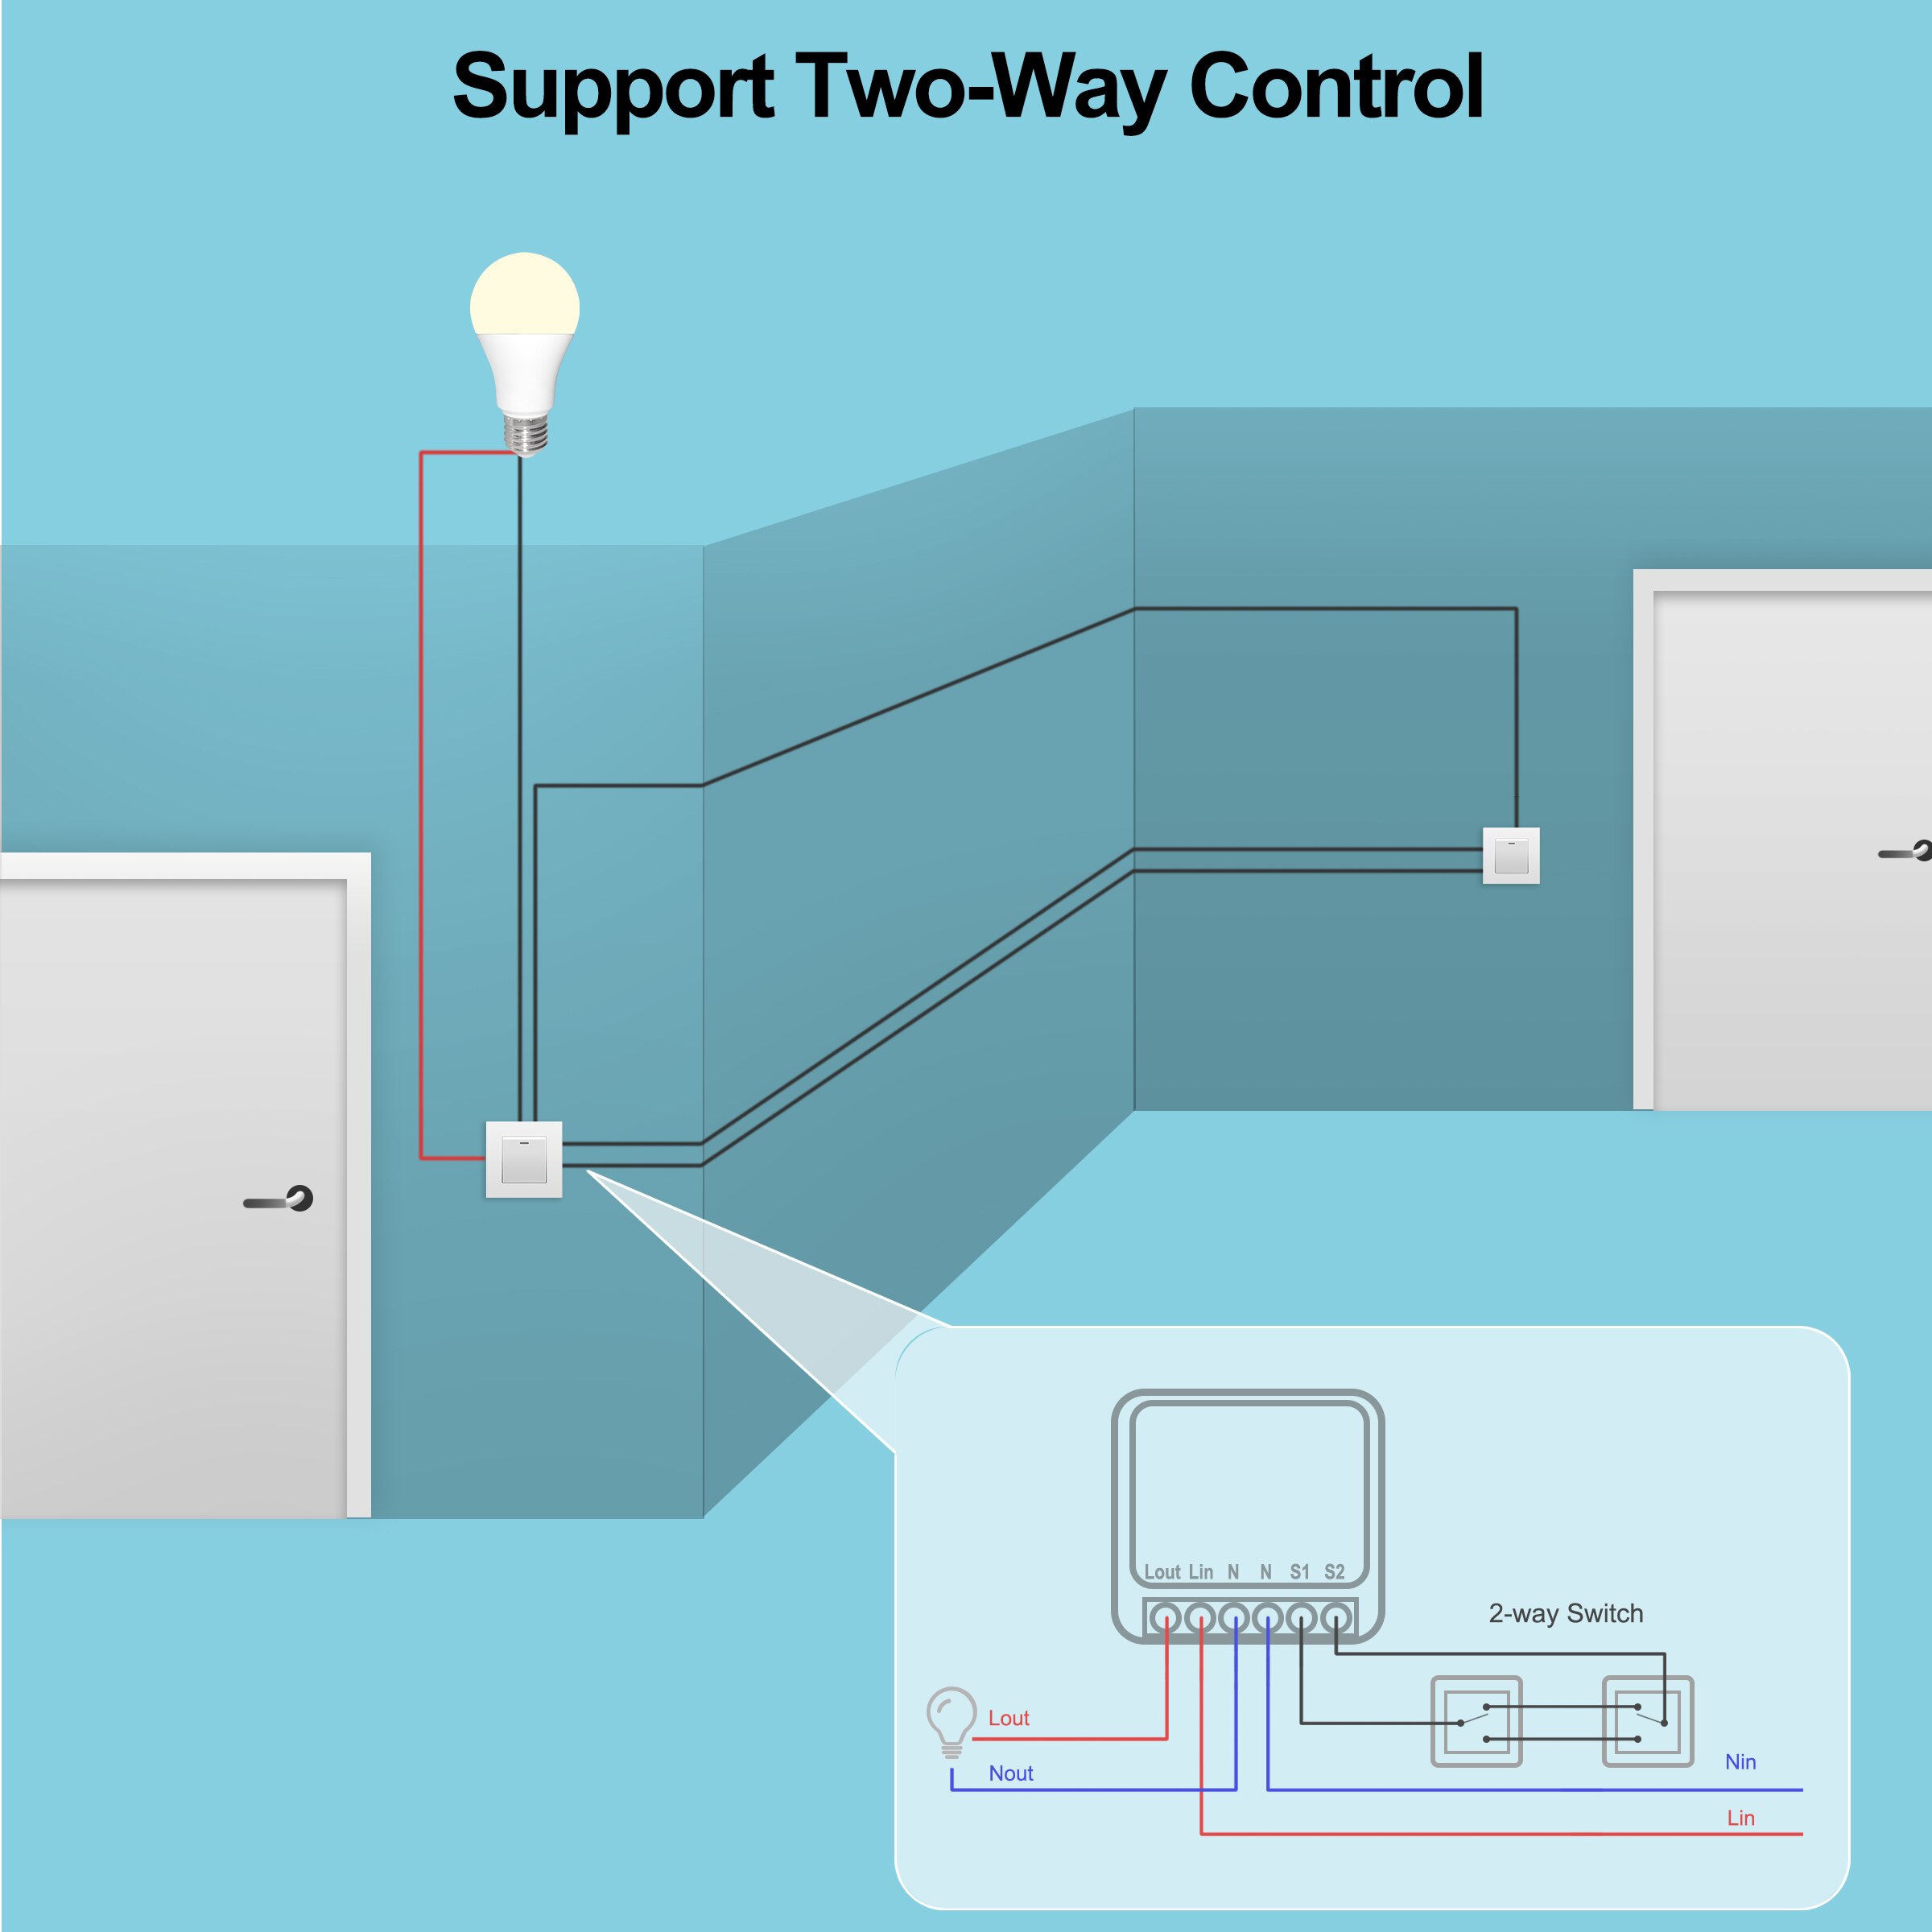 Support Two-Way Control
Lout Lin N N S1 S2
2-way Switch
Lout
Nout
Nin
Lin